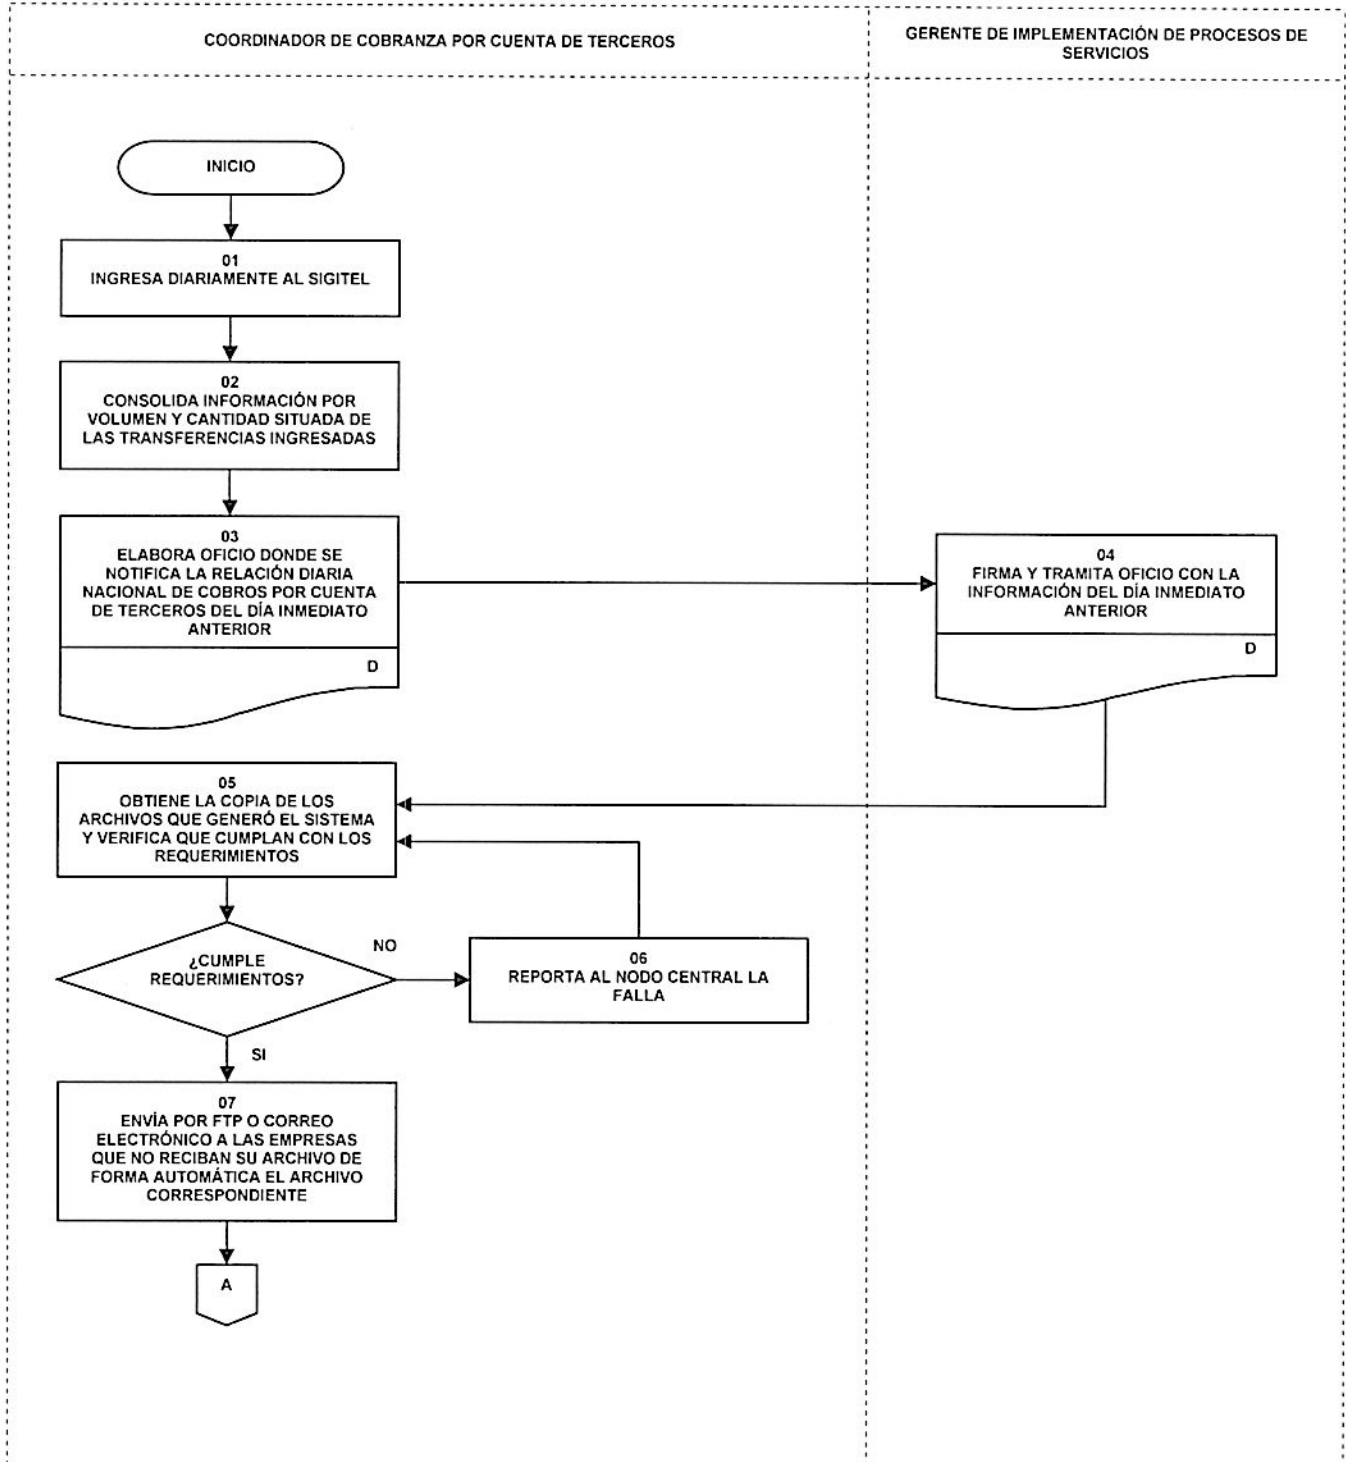 COORDINADOR DE COBRANZA POR CUENTA DE TERCEROS
GERENTE DE IMPLEMENTACIÓN DE PROCESOS DE
SERVICIOS
INICIO
01
INGRESA DIARIAMENTE AL SIGITEL
02
CONSOLIDA INFORMACIÓN POR
VOLUMEN Y CANTIDAD SITUADA DE
LAS TRANSFERENCIAS INGRESADAS
03
ELABORA OFICIO DONDE SE
NOTIFICA LA RELACIÓN DIARIA
NACIONAL DE COBROS POR CUENTA
DE TERCEROS DEL DÍA INMEDIATO
ANTERIOR
D
04
FIRMA Y TRAMITA OFICIO CON LA
INFORMACIÓN DEL DÍA INMEDIATO
ANTERIOR
D
05
OBTIENE LA COPIA DE LOS
ARCHIVOS QUE GENERÓ EL SISTEMA
Y VERIFICA QUE CUMPLAN CON LOS
REQUERIMIENTOS
¿CUMPLE
REQUERIMIENTOS?
NO
06
REPORTA AL NODO CENTRAL LA
FALLA
SI
07
ENVÍA POR FTP O CORREO
ELECTRÓNICO A LAS EMPRESAS
QUE NO RECIBAN SU ARCHIVO DE
FORMA AUTOMÁTICA EL ARCHIVO
CORRESPONDIENTE
A